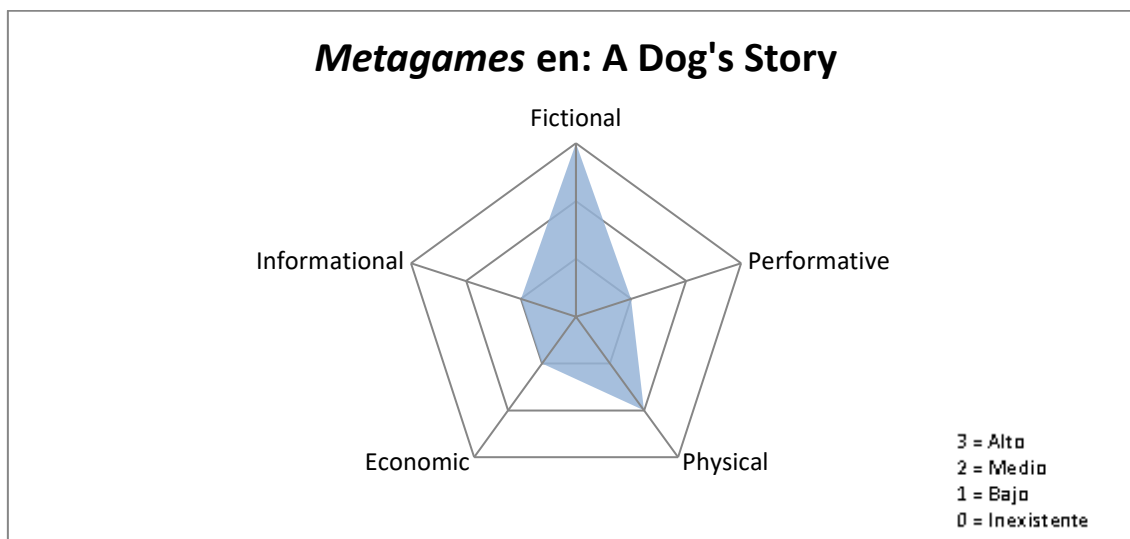 Metagames en: A Dog's Story
Fictional
Informational
Performative
Economic
Physical
3 = Alto
2 = Medio
1 = Bajo
0 = Inexistente